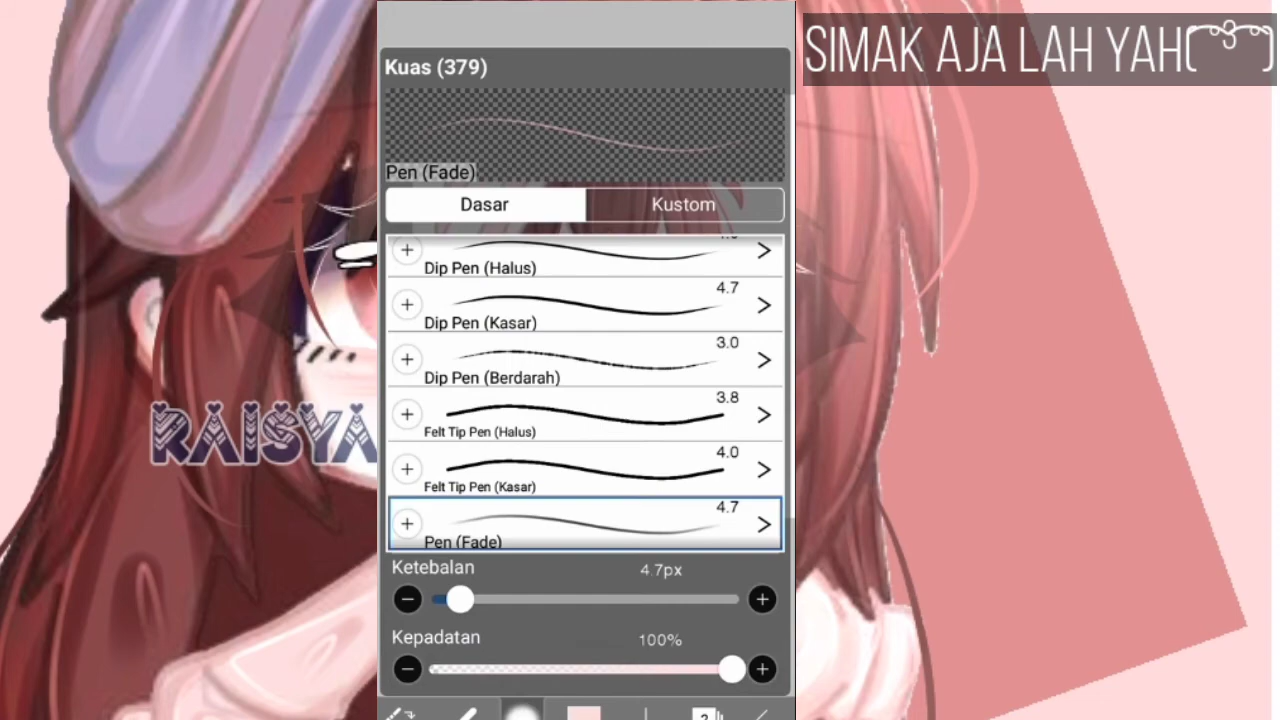 SIMAK AJA LAH YAH
Kuas (379)
Pen (Fade)
Dasar
Kustom
Dip Pen (Halus)
4.7
Dip Pen (Kasar)
3.0
Dip Pen (Berdarah)
3.8
Felt Tip Pen (Halus)
4.0
Felt Tip Pen (Kasar)
4.7
Pen (Fade)
RAISYA
Ketebalan
4.7px
Kepadatan
100%
2